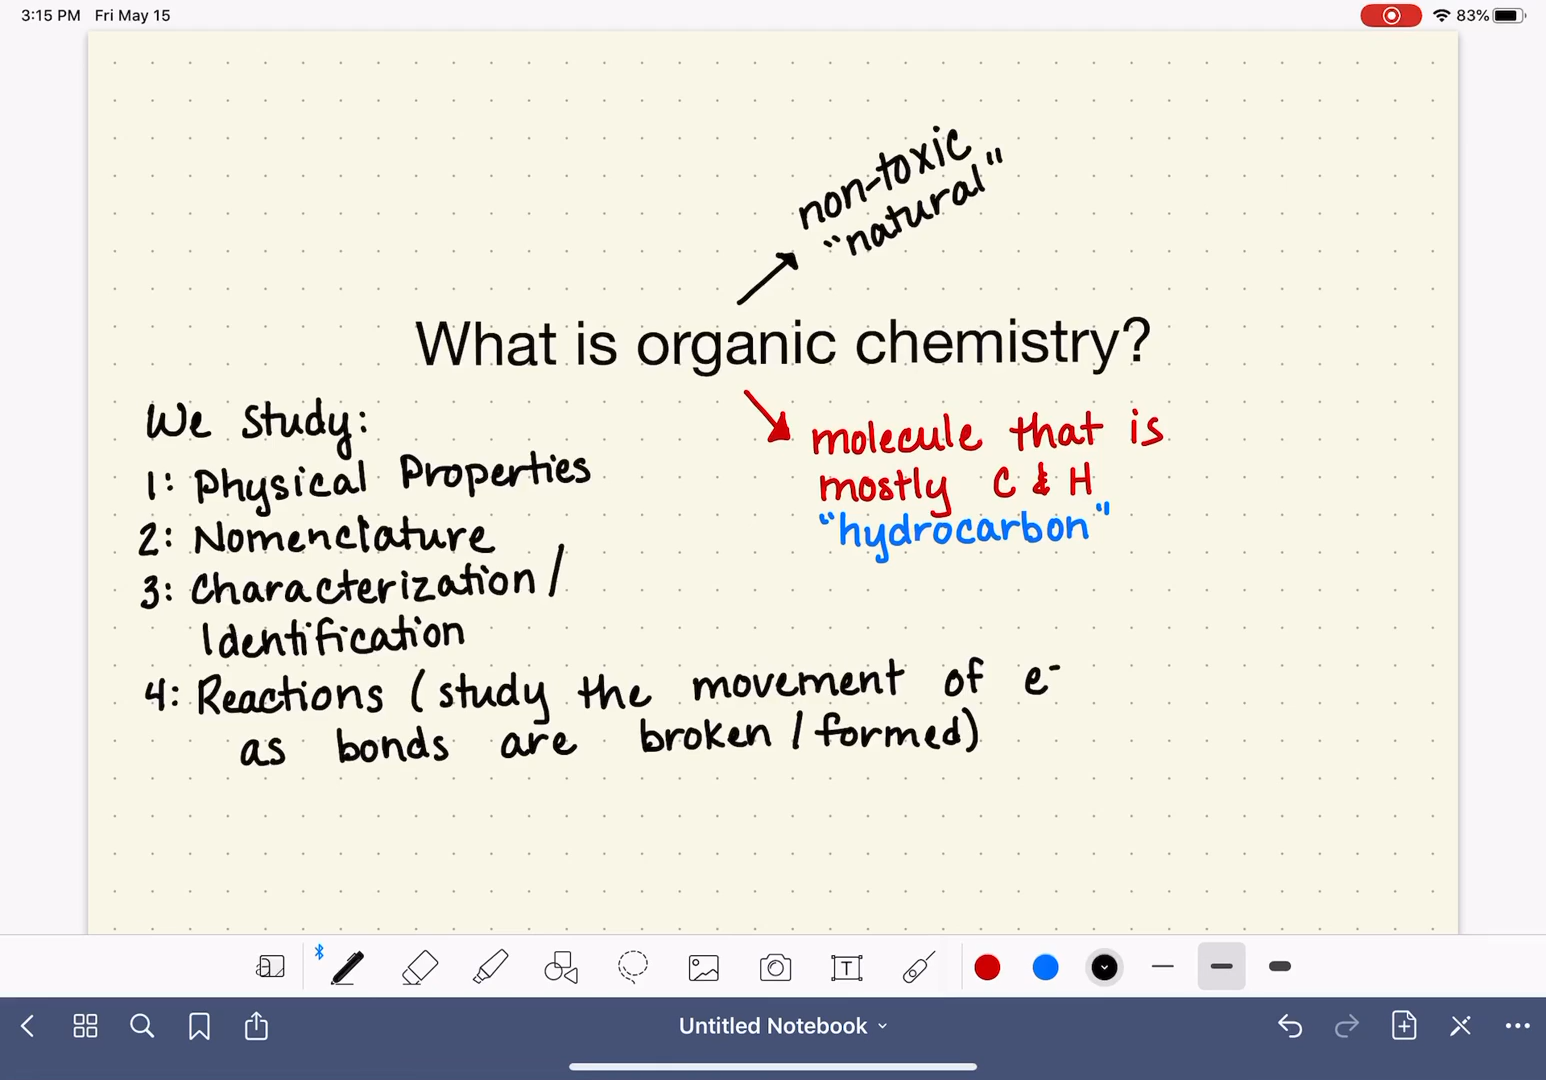 3:15 PM Fri May 15
83%
non-toxic
"natural"
What is organic chemistry?
We study:
1: Physical Properties
2: Nomenclature
3: Characterization/
Identification
4: Reactions (study the movement of e-
as bonds are broken/formed)
molecule that is
mostly C & H
"hydrocarbon"
T
Untitled Notebook